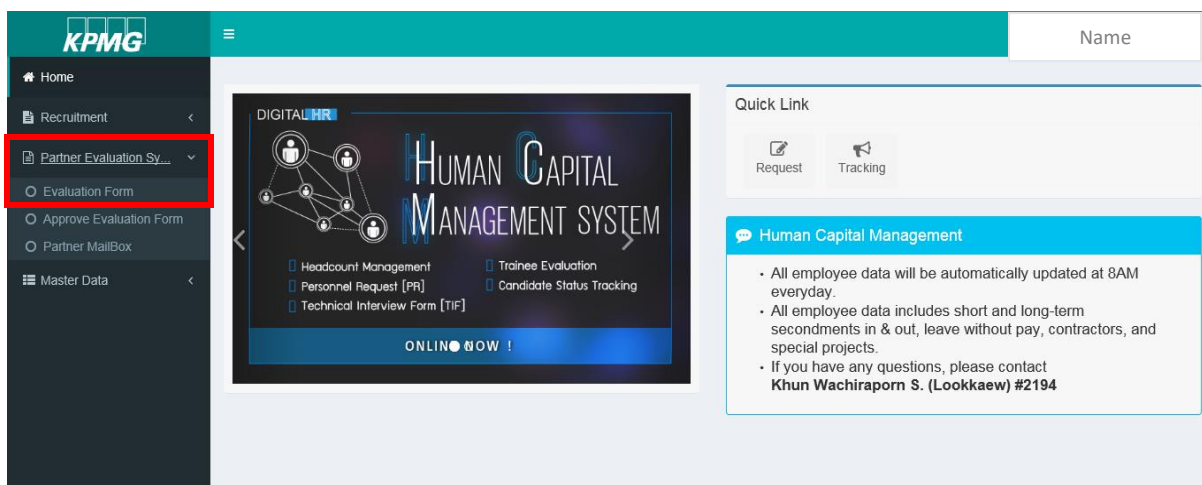 KPMG
Name
Home
Recruitment
Partner Evaluation Sy...
Evaluation Form
Approve Evaluation Form
Partner MailBox
Master Data
DIGITAL HR
HUMAN CAPITAL
MANAGEMENT SYSTEM
Headcount Management
Personnel Request [PR]
Technical Interview Form [TIF]
Trainee Evaluation
Candidate Status Tracking
ONLINE NOW !
Quick Link
Request
Tracking
Human Capital Management
• All employee data will be automatically updated at 8AM
everyday.
• All employee data includes short and long-term
secondments in & out, leave without pay, contractors, and
special projects.
• If you have any questions, please contact
Khun Wachiraporn S. (Lookkaew) #2194